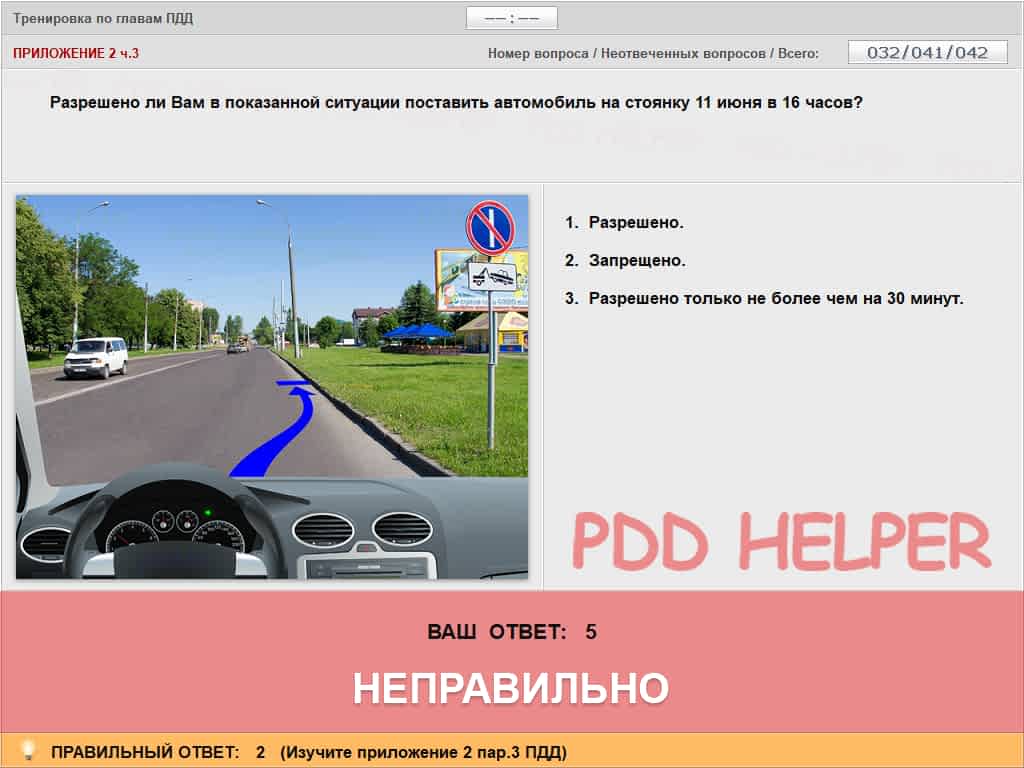 Тренировка по главам ПДД
–– : ––
ПРИЛОЖЕНИЕ 2 ч.3
Номер вопроса / Неотвеченных вопросов / Всего: 032/041/042
Разрешено ли Вам в показанной ситуации поставить автомобиль на стоянку 11 июня в 16 часов?
1. Разрешено.
2. Запрещено.
3. Разрешено только не более чем на 30 минут.
PDD HELPER
ВАШ ОТВЕТ: 5
НЕПРАВИЛЬНО
ПРАВИЛЬНЫЙ ОТВЕТ: 2 (Изучите приложение 2 пар.3 ПДД)